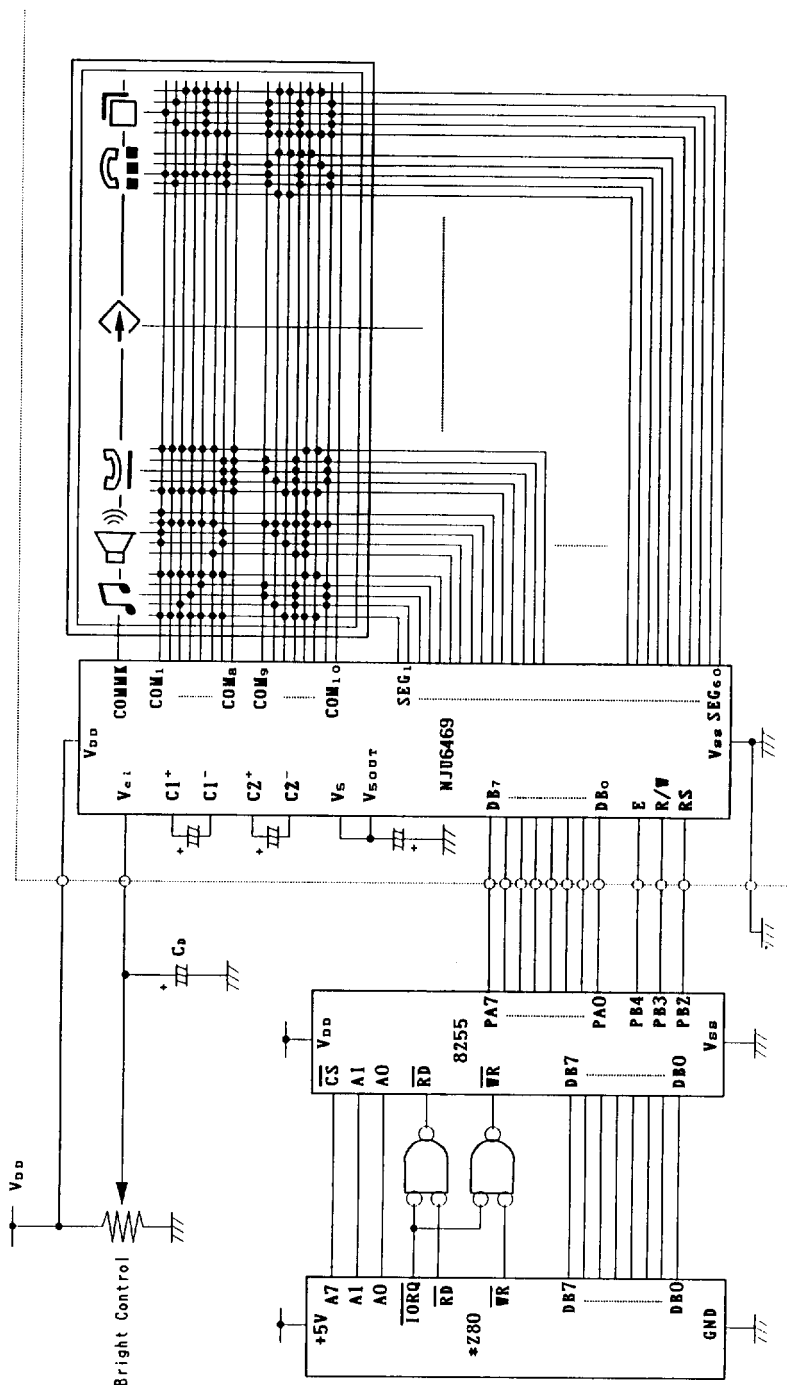 Bright Control
VDD
CD
+
*Z80
+5V
A7
A1
A0
IORQ
RD
WR
DB7
DB0
GND
8255
VDD
CS
A1
A0
RD
WR
DB7
DB0
VSS
PA7
PA0
PB4
PB3
PB2
NJU6469
VDD
Vci
C1+
C1-
C2+
C2-
V5
V5OUT
+
+
+
DB7
DB0
E
R/W
RS
VSS
COMMK
COM1
COM8
COM9
COM10
SEG1
SEG60